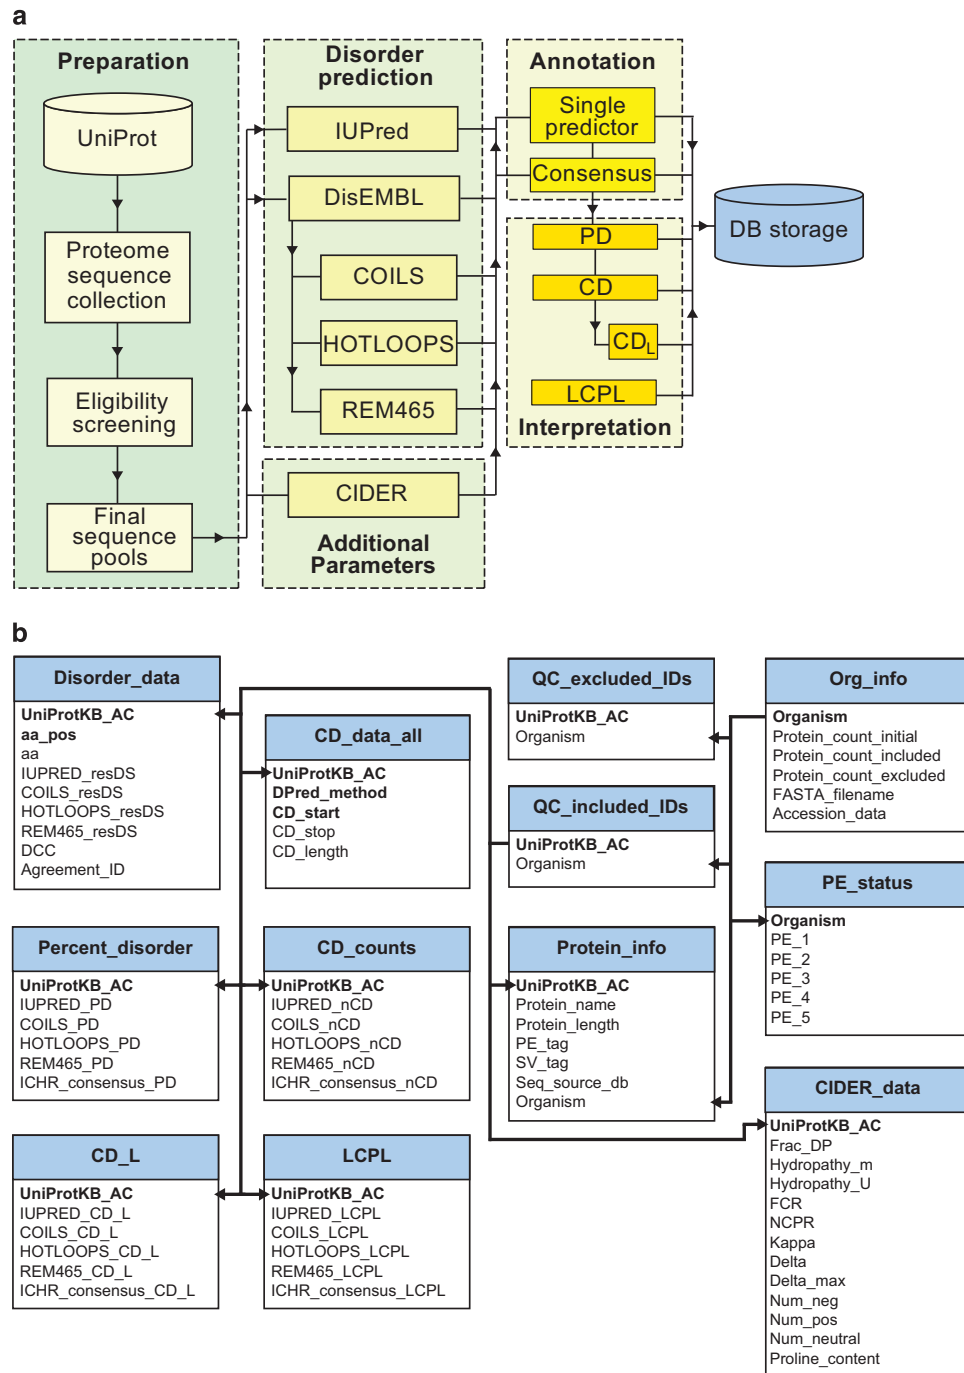 a
Preparation
UniProt
Proteome
sequence
collection
Eligibility
screening
Final
sequence
pools
Disorder
prediction
IUPred
DisEMBL
COILS
HOTLOOPS
REM465
CIDER
Additional
Parameters
Annotation
Single
predictor
Consensus
PD
CD
CDL
LCPL
Interpretation
DB storage
b
Disorder_data
UniProtKB_AC
aa_pos
aa
IUPRED_resDS
COILS_resDS
HOTLOOPS_resDS
REM465_resDS
DCC
Agreement_ID
CD_data_all
UniProtKB_AC
DPred_method
CD_start
CD_stop
CD_length
QC_excluded_IDs
UniProtKB_AC
Organism
QC_included_IDs
UniProtKB_AC
Organism
Org_info
Organism
Protein_count_initial
Protein_count_included
Protein_count_excluded
FASTA_filename
Accession_data
PE_status
Organism
PE_1
PE_2
PE_3
PE_4
PE_5
Percent_disorder
UniProtKB_AC
IUPRED_PD
COILS_PD
HOTLOOPS_PD
REM465_PD
ICHR_consensus_PD
CD_counts
UniProtKB_AC
IUPRED_nCD
COILS_nCD
HOTLOOPS_nCD
REM465_nCD
ICHR_consensus_nCD
Protein_info
UniProtKB_AC
Protein_name
Protein_length
PE_tag
SV_tag
Seq_source_db
Organism
CIDER_data
UniProtKB_AC
Frac_DP
Hydropathy_m
Hydropathy_U
FCR
NCPR
Kappa
Delta
Delta_max
Num_neg
Num_pos
Num_neutral
Proline_content
CD_L
UniProtKB_AC
IUPRED_CD_L
COILS_CD_L
HOTLOOPS_CD_L
REM465_CD_L
ICHR_consensus_CD_L
LCPL
UniProtKB_AC
IUPRED_LCPL
COILS_LCPL
HOTLOOPS_LCPL
REM465_LCPL
ICHR_consensus_LCPL